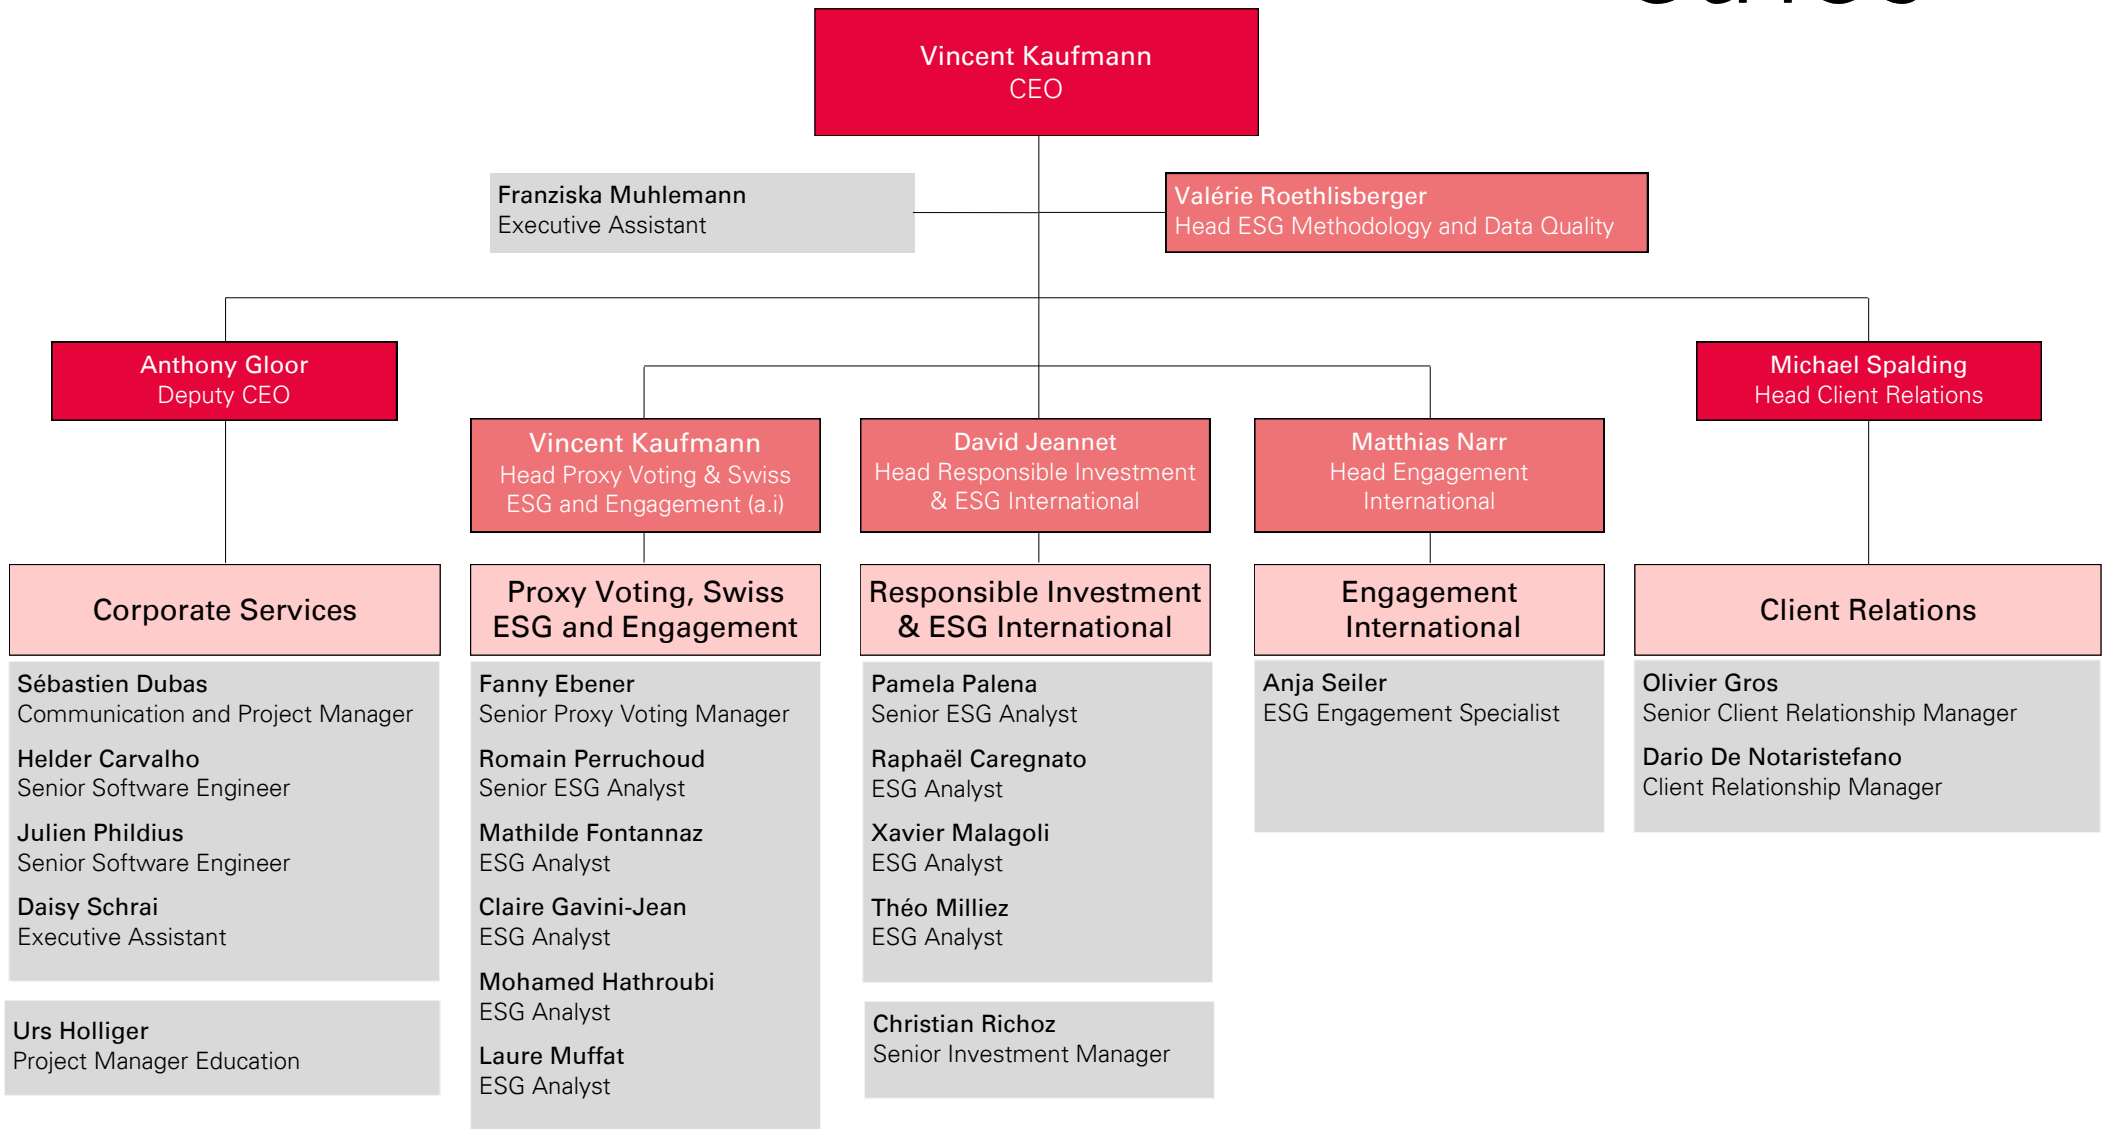 Vincent Kaufmann
CEO
Franziska Muhlemann
Executive Assistant
Valérie Roethlisberger
Head ESG Methodology and Data Quality
Anthony Gloor
Deputy CEO
Michael Spalding
Head Client Relations
Vincent Kaufmann
Head Proxy Voting & Swiss
ESG and Engagement (a.i)
David Jeannet
Head Responsible Investment
& ESG International
Matthias Narr
Head Engagement
International
Corporate Services
Sébastien Dubas
Communication and Project Manager
Helder Carvalho
Senior Software Engineer
Julien Phildius
Senior Software Engineer
Daisy Schrai
Executive Assistant
Urs Holliger
Project Manager Education
Proxy Voting, Swiss
ESG and Engagement
Fanny Ebener
Senior Proxy Voting Manager
Romain Perruchoud
Senior ESG Analyst
Mathilde Fontannaz
ESG Analyst
Claire Gavini-Jean
ESG Analyst
Mohamed Hathroubi
ESG Analyst
Laure Muffat
ESG Analyst
Responsible Investment
& ESG International
Pamela Palena
Senior ESG Analyst
Raphaël Caregnato
ESG Analyst
Xavier Malagoli
ESG Analyst
Théo Milliez
ESG Analyst
Christian Richoz
Senior Investment Manager
Engagement
International
Anja Seiler
ESG Engagement Specialist
Client Relations
Olivier Gros
Senior Client Relationship Manager
Dario De Notaristefano
Client Relationship Manager